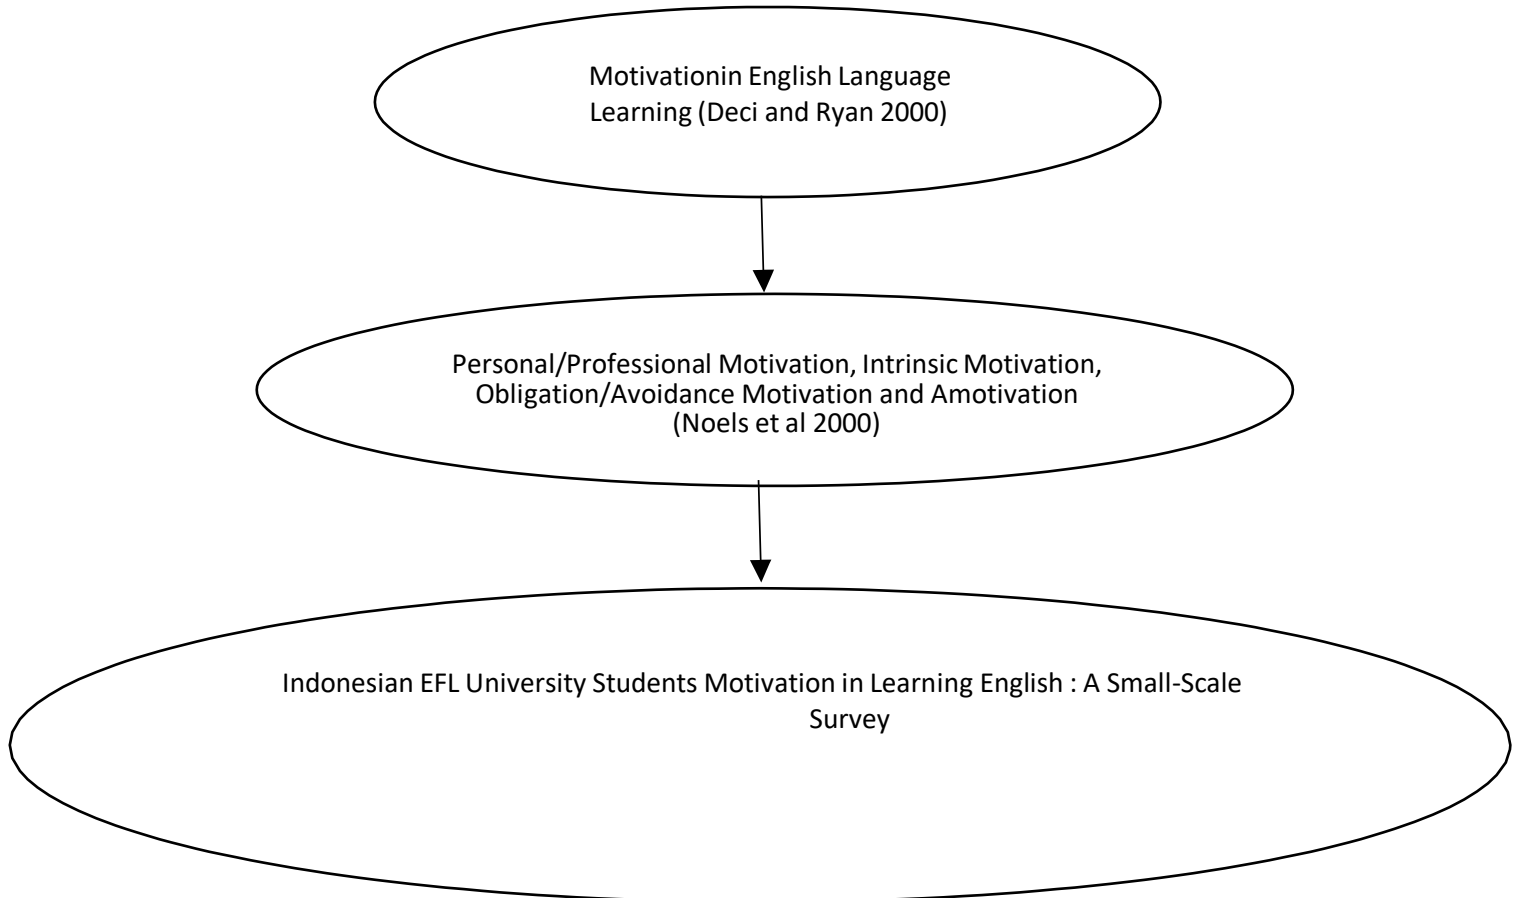 Motivationin English Language
Learning (Deci and Ryan 2000)
Personal/Professional Motivation, Intrinsic Motivation,
Obligation/Avoidance Motivation and Amotivation
(Noels et al 2000)
Indonesian EFL University Students Motivation in Learning English : A Small-Scale
Survey